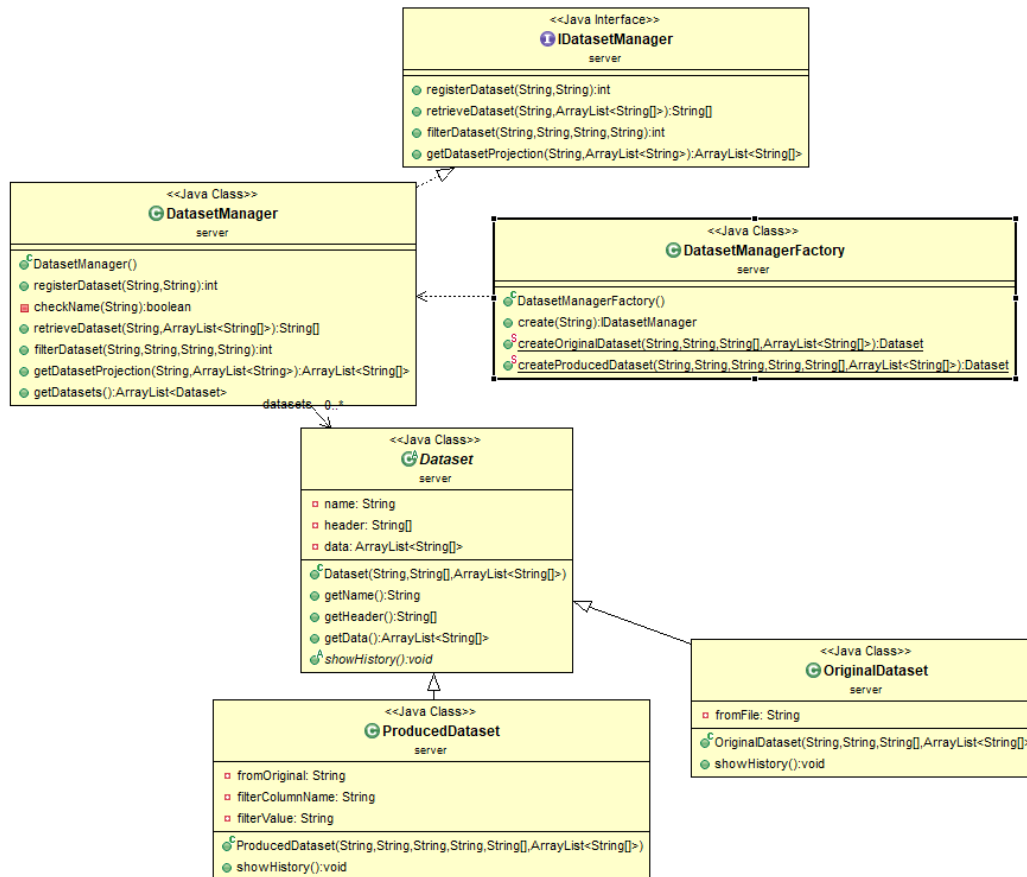 <<Java Interface>>
IDatasetManager
server
registerDataset(String,String):int
retrieveDataset(String,ArrayList<String[]>):String[]
filterDataset(String,String,String,String):int
getDatasetProjection(String,ArrayList<String>):ArrayList<String[]>
<<Java Class>>
DatasetManager
server
DatasetManager()
registerDataset(String,String):int
checkName(String):boolean
retrieveDataset(String,ArrayList<String[]>):String[]
filterDataset(String,String,String,String):int
getDatasetProjection(String,ArrayList<String>):ArrayList<String[]>
getDatasets():ArrayList<Dataset>
<<Java Class>>
DatasetManagerFactory
server
DatasetManagerFactory()
create(String):IDatasetManager
createOriginalDataset(String,String,String[],ArrayList<String[]>):Dataset
createProducedDataset(String,String,String,String,String[],ArrayList<String[]>):Dataset
datasets 0..*
<<Java Class>>
Dataset
server
name: String
header: String[]
data: ArrayList<String[]>
Dataset(String,String[],ArrayList<String[]>)
getName():String
getHeader():String[]
getData():ArrayList<String[]>
showHistory():void
<<Java Class>>
OriginalDataset
server
fromFile: String
OriginalDataset(String,String,String[],ArrayList<String[]>
showHistory():void
<<Java Class>>
ProducedDataset
server
fromOriginal: String
filterColumnName: String
filterValue: String
ProducedDataset(String,String,String,String,String[],ArrayList<String[]>)
showHistory():void